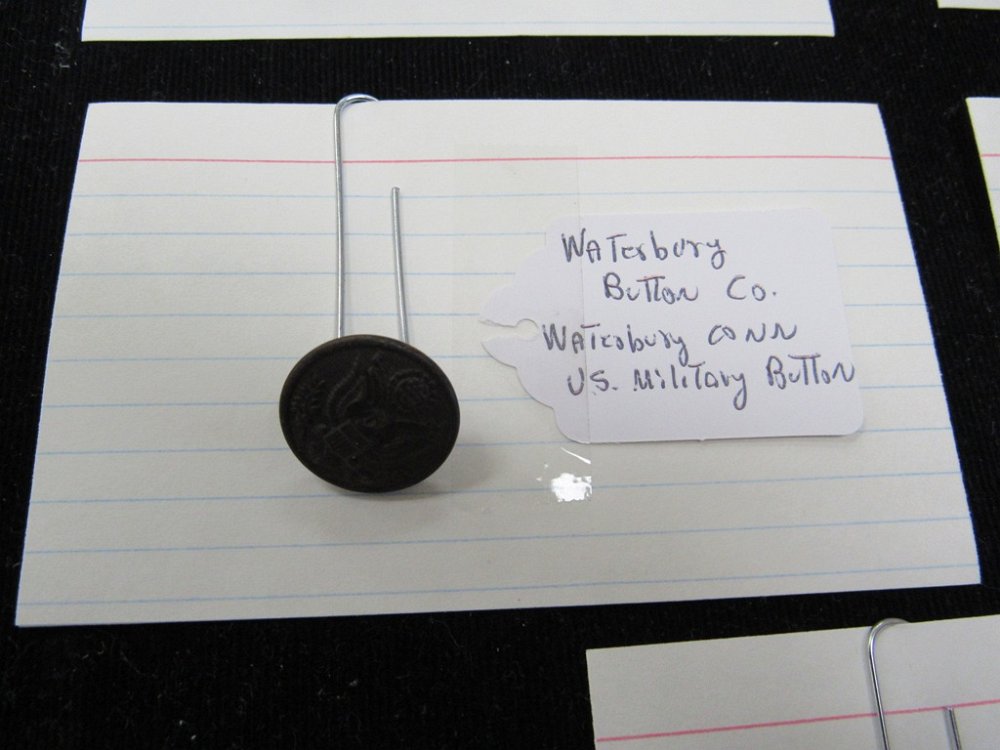 Waterbury
Button Co.
Waterbury CONN
U.S. Military Button